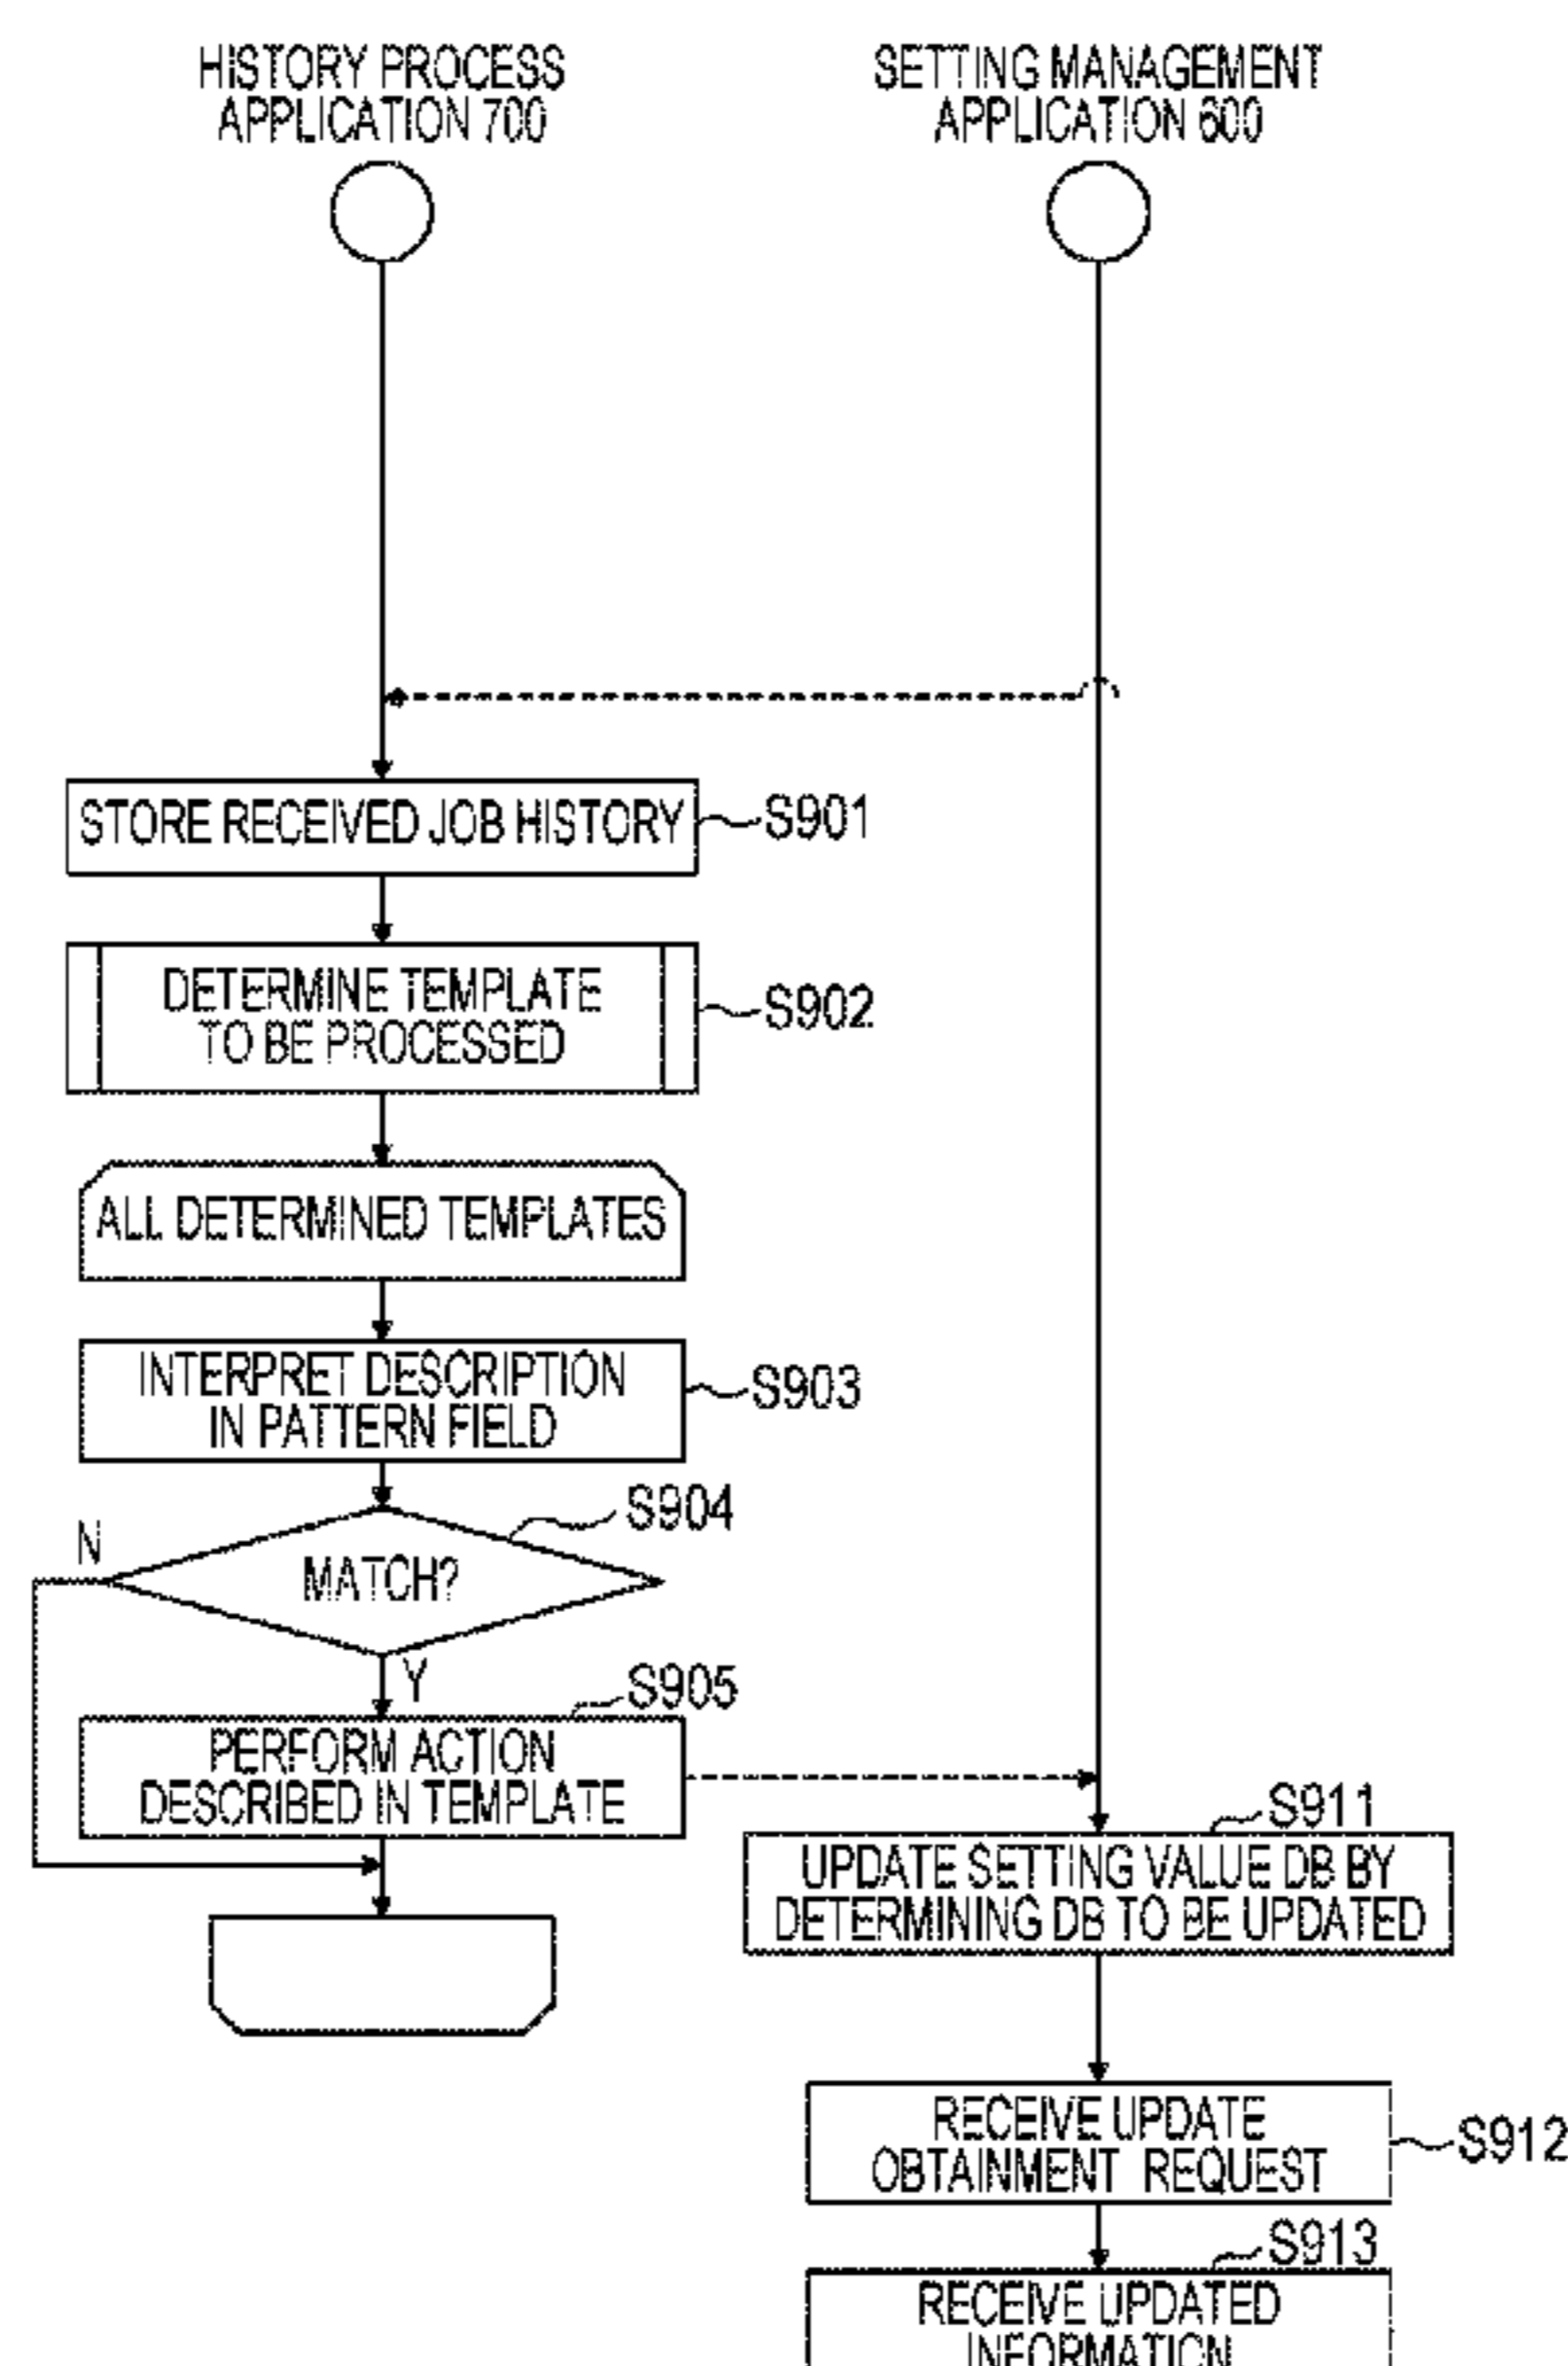 HISTORY PROCESS
APPLICATION 700
SETTING MANAGEMENT
APPLICATION 600
STORE RECEIVED JOB HISTORY
S901
DETERMINE TEMPLATE
TO BE PROCESSED
S902
ALL DETERMINED TEMPLATES
INTERPRET DESCRIPTION
IN PATTERN FIELD
S903
S904
N
MATCH?
Y
S905
PERFORM ACTION
DESCRIBED IN TEMPLATE
S911
UPDATE SETTING VALUE DB BY
DETERMINING DB TO BE UPDATED
RECEIVE UPDATE
OBTAINMENT REQUEST
S912
S913
RECEIVE UPDATED
INFORMATION